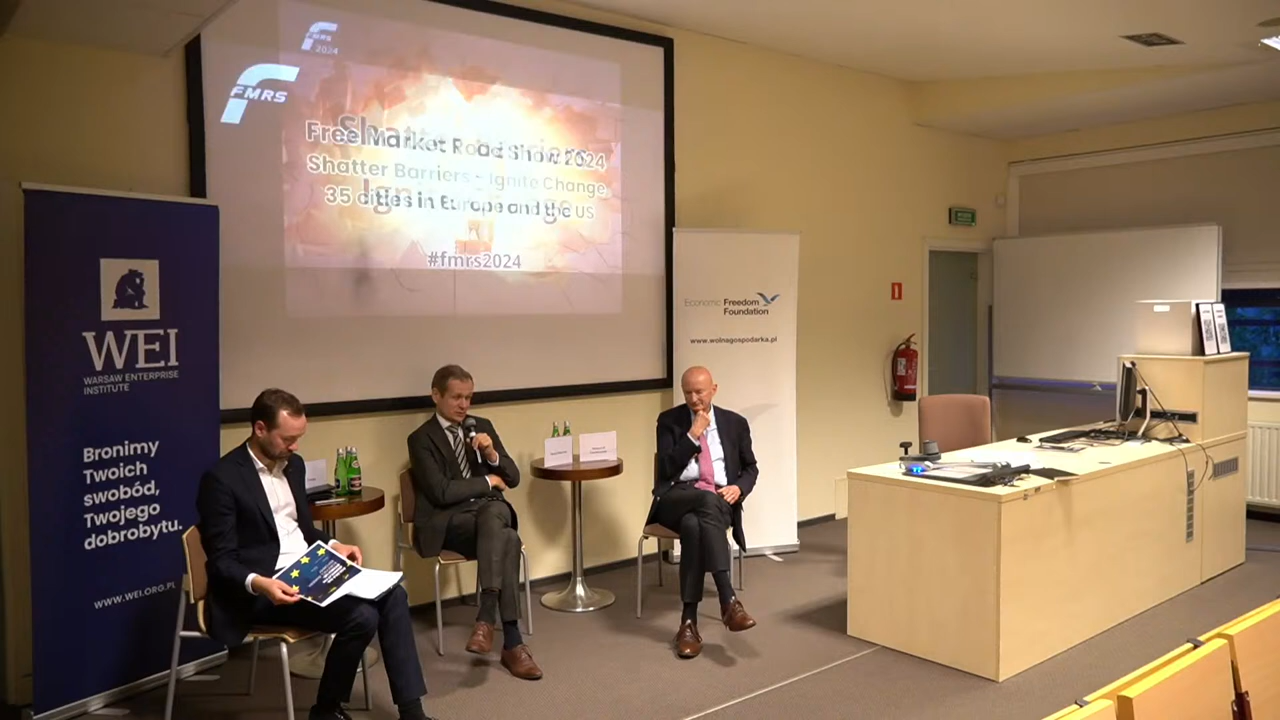 FMRS
2024
FMRS
Free Market Road Show 2024
Shatter Barriers - Ignite Change
35 cities in Europe and the US
#fmrs2024
WEI
WARSAW ENTERPRISE
INSTITUTE
Bronimy
Twoich
swobód,
Twojego
dobrobytu.
WWW.WEI.ORG.PL
Economic Freedom
Foundation
www.wolnagospodarka.pl